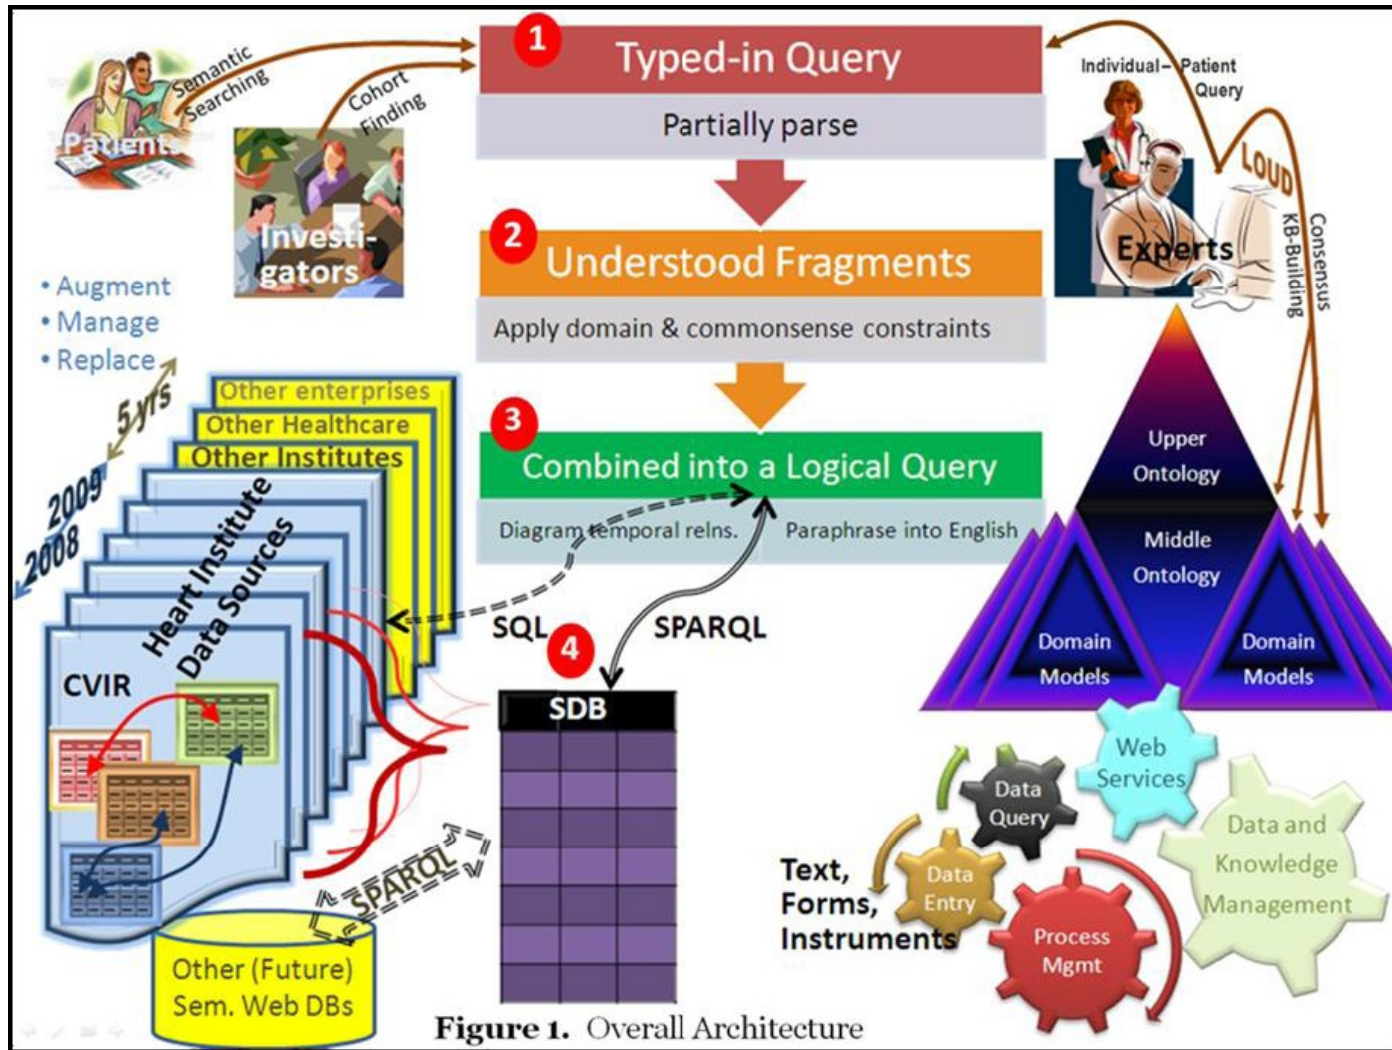 1
Typed-in Query
Partially parse
Semantic
Searching
Cohort
Finding
Patients
Investi-
gators
Individual – Patient
Query
LOUD
Experts
Consensus
KB-Building
2
Understood Fragments
Apply domain & commonsense constraints
• Augment
• Manage
• Replace
5 yrs
2009
2008
3
Combined into a Logical Query
Diagram temporal relns.
Paraphrase into English
Other enterprises
Other Healthcare
Other Institutes
Heart Institute
Data Sources
CVIR
Upper
Ontology
Middle
Ontology
Domain
Models
Domain
Models
SQL
SPARQL
4
SDB
SPARQL
Other (Future)
Sem. Web DBs
Web
Services
Data
Query
Data and
Knowledge
Management
Text,
Forms,
Instruments
Data
Entry
Process
Mgmt
Figure 1. Overall Architecture